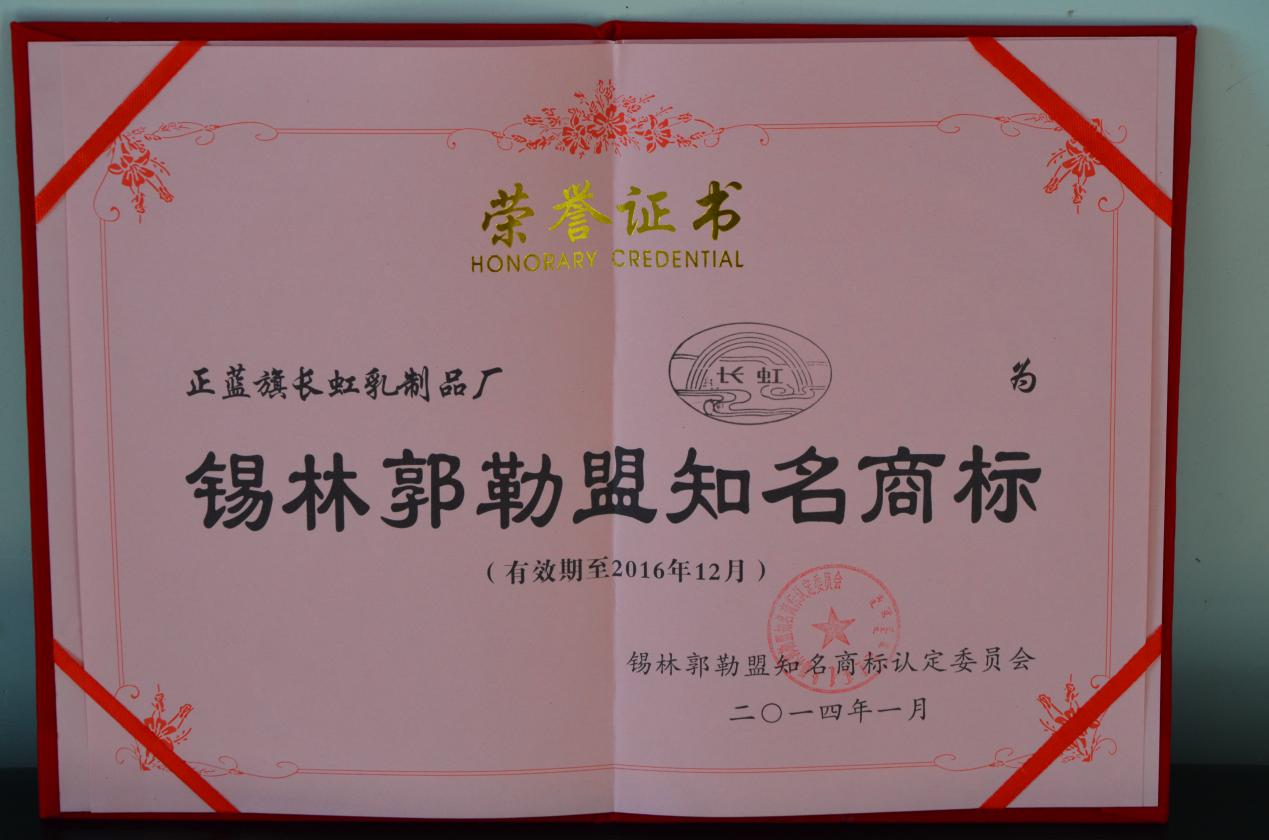 荣誉证书
HONORARY CREDENTIAL
正蓝旗长虹乳制品厂 长虹 为
锡林郭勒盟知名商标
（有效期至2016年12月）
锡林郭勒盟知名商标认定委员会
二〇一四年一月